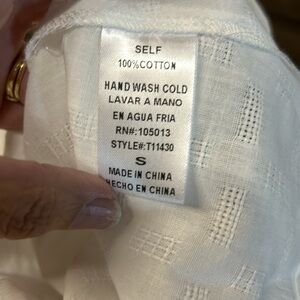 SELF
100%COTTON
HAND WASH COLD
LAVAR A MANO
EN AGUA FRIA
RN#:105013
STYLE#:T11430
S
MADE IN CHINA
HECHO EN CHINA